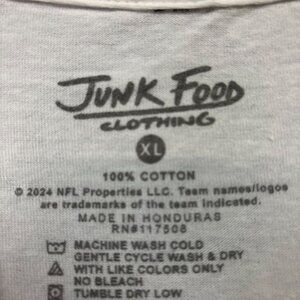 JUNK FOOD
CLOTHING
XL
100% COTTON
© 2024 NFL Properties LLC. Team names/logos
are trademarks of the team indicated.
MADE IN HONDURAS
RN#117508
MACHINE WASH COLD
GENTLE CYCLE WASH & DRY
WITH LIKE COLORS ONLY
NO BLEACH
TUMBLE DRY LOW